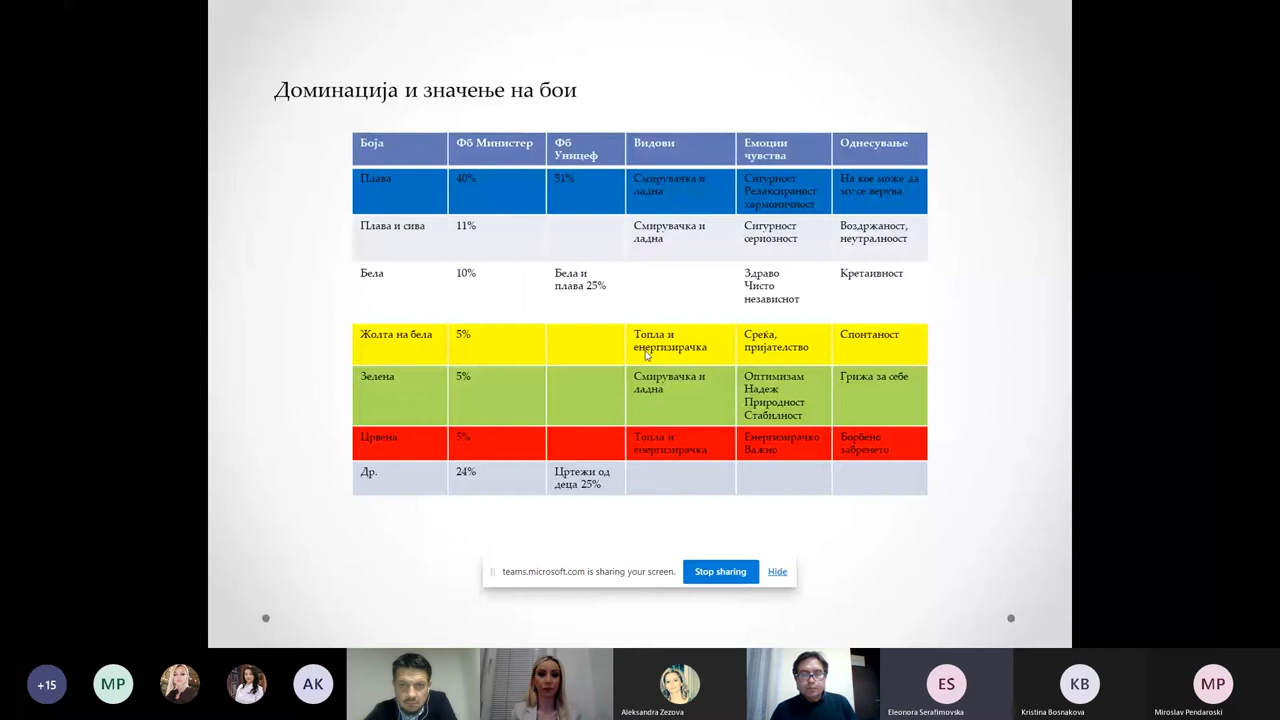 Доминација и значење на бои
Боја
Фб Министер
Фб
Уницеф
Видови
Емоции
чувства
Однесување
Плава
40%
51%
Смирувачка и
ладна
Сигурност
Релаксираност
хармоничност
На кое може да
му се верува
Плава и сива
11%
Смирувачка и
ладна
Сигурност
сериозност
Воздржаност,
неутралноост
Бела
10%
Бела и
плава 25%
Здраво
Чисто
независнот
Кретаивност
Жолта на бела
5%
Топла и
енергизирачка
Среќа,
пријателство
Спонтаност
Зелена
5%
Смирувачка и
ладна
Оптимизам
Надеж
Природност
Стабилност
Грижа за себе
Црвена
5%
Топла и
енергизирачка
Енергизирачко
Важно
Борбено
забренето
Др.
24%
Цртежи од
деца 25%
teams.microsoft.com is sharing your screen.
Stop sharing
Hide
+15
MP
AK
ES
KB
MP
Aleksandra Zezova
Eleonora Serafimovska
Kristina Bosnakova
Miroslav Pendaroski